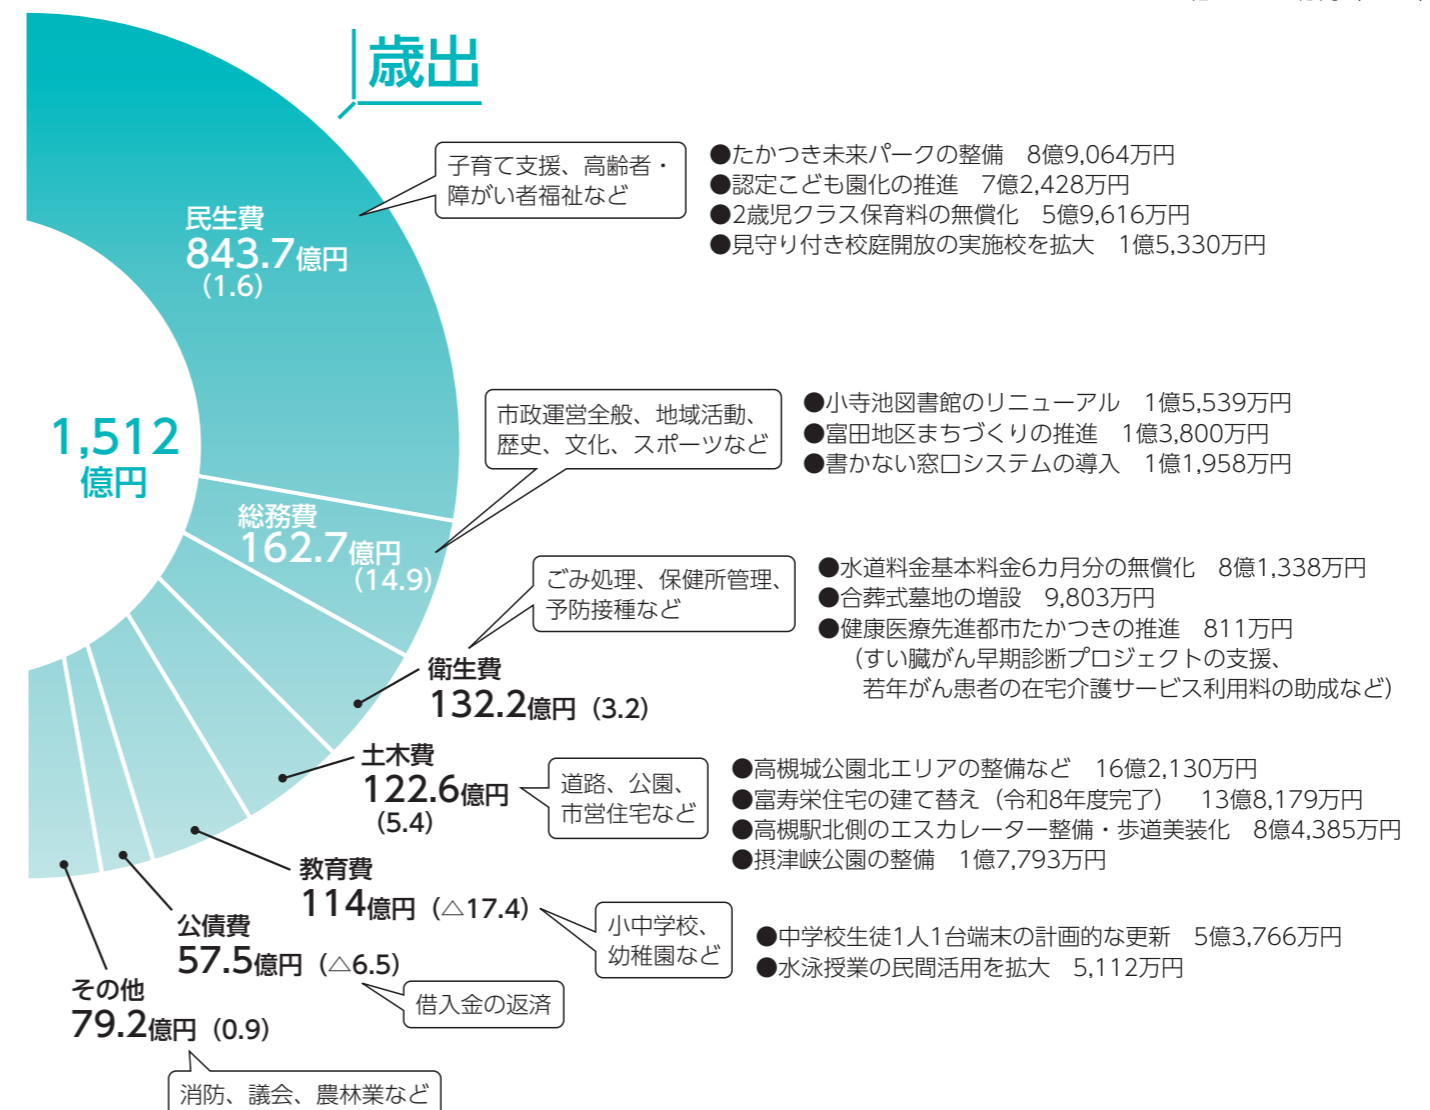 歳出
民生費
843.7億円
(1.6)
子育て支援、高齢者・
障がい者福祉など
●たかつき未来パークの整備　8億9,064万円
●認定こども園化の推進　7億2,428万円
●2歳児クラス保育料の無償化　5億9,616万円
●見守り付き校庭開放の実施校を拡大　1億5,330万円
1,512
億円
総務費
162.7億円
(14.9)
市政運営全般、地域活動、
歴史、文化、スポーツなど
●小寺池図書館のリニューアル　1億5,539万円
●富田地区まちづくりの推進　1億3,800万円
●書かない窓口システムの導入　1億1,958万円
衛生費
132.2億円 (3.2)
ごみ処理、保健所管理、
予防接種など
●水道料金基本料金6カ月分の無償化　8億1,338万円
●合葬式墓地の増設　9,803万円
●健康医療先進都市たかつきの推進　811万円
（すい臓がん早期診断プロジェクトの支援、
若年がん患者の在宅介護サービス利用料の助成など）
土木費
122.6億円
(5.4)
道路、公園、
市営住宅など
●高槻城公園北エリアの整備など　16億2,130万円
●富寿栄住宅の建て替え（令和8年度完了）　13億8,179万円
●高槻駅北側のエスカレーター整備・歩道美装化　8億4,385万円
●摂津峡公園の整備　1億7,793万円
教育費
114億円 (△17.4)
小中学校、
幼稚園など
●中学校生徒1人1台端末の計画的な更新　5億3,766万円
●水泳授業の民間活用を拡大　5,112万円
公債費
57.5億円 (△6.5)
借入金の返済
その他
79.2億円 (0.9)
消防、議会、農林業など